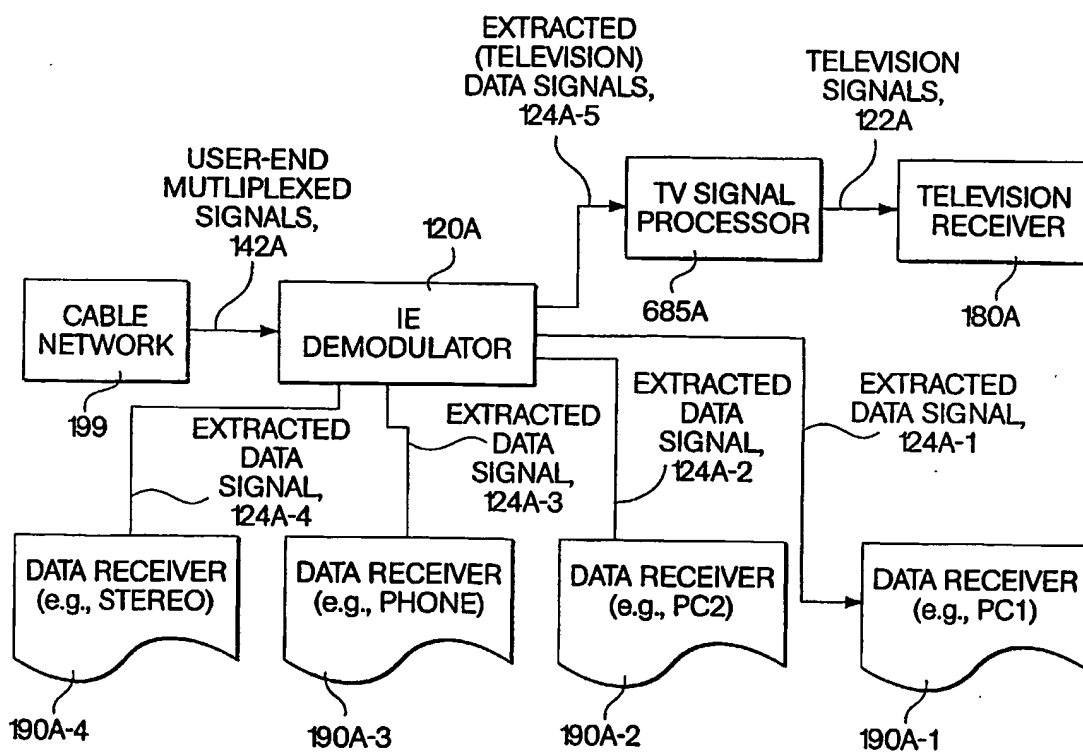 EXTRACTED
(TELEVISION)
DATA SIGNALS,
124A-5
TELEVISION
SIGNALS,
122A
USER-END
MUTLIPLEXED
SIGNALS,
142A
120A
TV SIGNAL
PROCESSOR
TELEVISION
RECEIVER
685A
180A
CABLE
NETWORK
IE
DEMODULATOR
199
EXTRACTED
DATA
SIGNAL,
124A-4
EXTRACTED
DATA
SIGNAL,
124A-3
EXTRACTED
DATA
SIGNAL,
124A-2
EXTRACTED
DATA SIGNAL,
124A-1
DATA RECEIVER
(e.g., STEREO)
DATA RECEIVER
(e.g., PHONE)
DATA RECEIVER
(e.g., PC2)
DATA RECEIVER
(e.g., PC1)
190A-4
190A-3
190A-2
190A-1